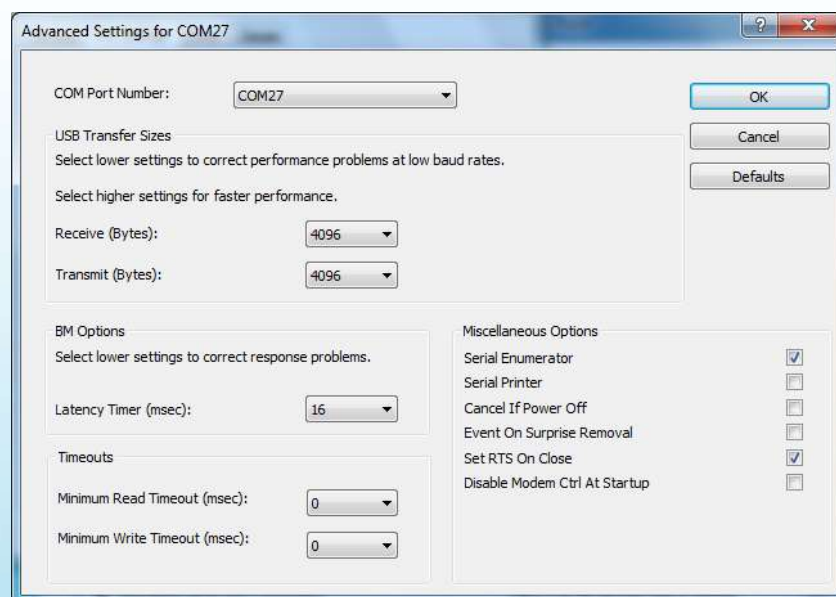 Advanced Settings for COM27
COM Port Number: COM27
OK
USB Transfer Sizes
Cancel
Select lower settings to correct performance problems at low baud rates.
Defaults
Select higher settings for faster performance.
Receive (Bytes): 4096
Transmit (Bytes): 4096
BM Options
Select lower settings to correct response problems.
Latency Timer (msec): 16
Timeouts
Minimum Read Timeout (msec): 0
Minimum Write Timeout (msec): 0
Miscellaneous Options
Serial Enumerator
Serial Printer
Cancel If Power Off
Event On Surprise Removal
Set RTS On Close
Disable Modem Ctrl At Startup